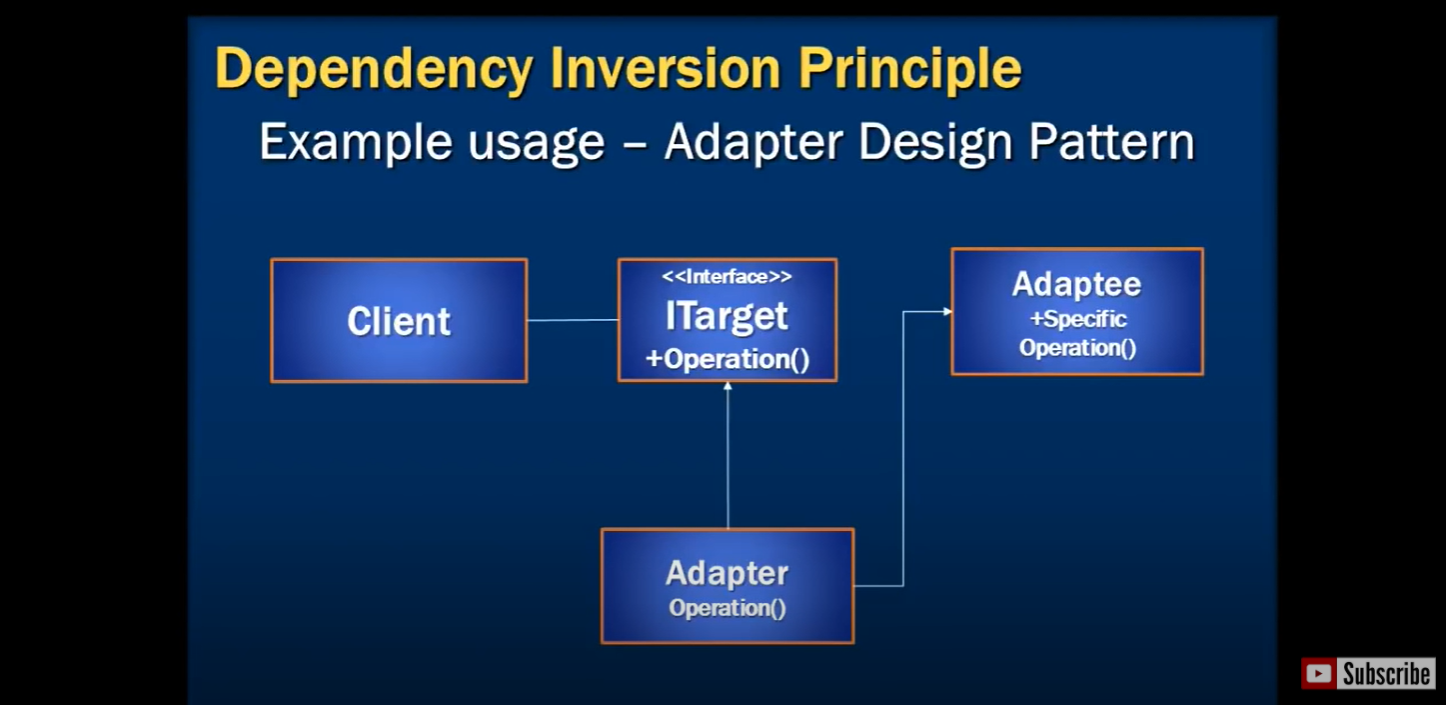 Dependency Inversion Principle
Example usage – Adapter Design Pattern
Client
<<Interface>>
ITarget
+Operation()
Adaptee
+Specific
Operation()
Adapter
Operation()
Subscribe